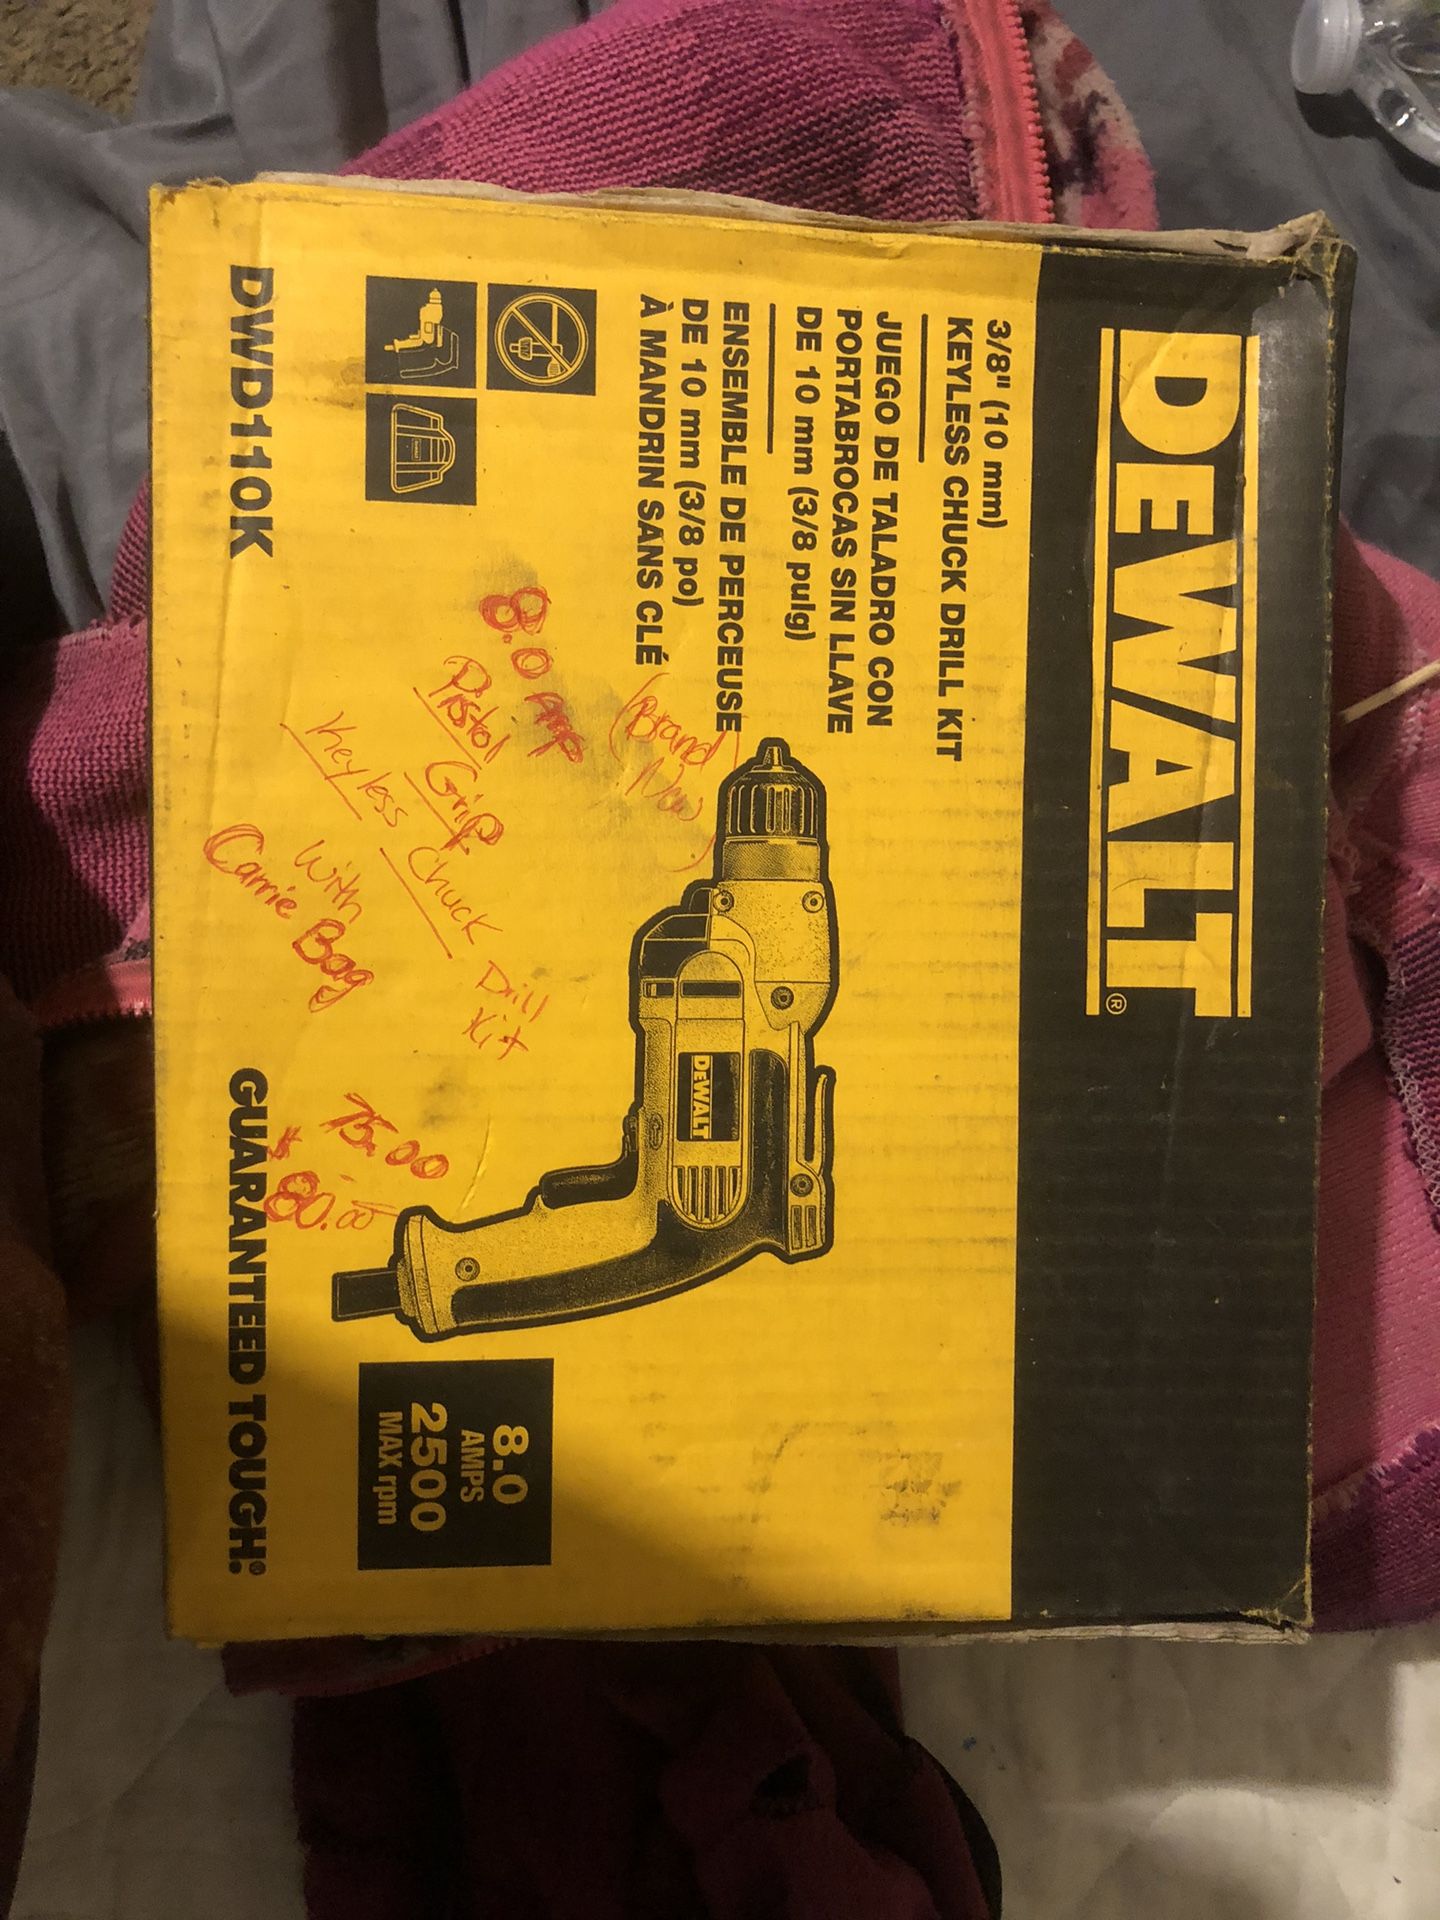 DEWALT®
3/8" (10 mm)
KEYLESS CHUCK DRILL KIT
JUEGO DE TALADRO CON
PORTABROCAS SIN LLAVE
DE 10 mm (3/8 pulg)
ENSEMBLE DE PERCEUSE
DE 10 mm (3/8 po)
À MANDRIN SANS CLÉ
(Brand
New)
8.0 Amp
Pistol Grip
Keyless Chuck Drill
Kit
With
Carrie Bag
75.00
$80.00
DEWALT
8.0
AMPS
2500
MAX rpm
DWD110K
GUARANTEED TOUGH.®